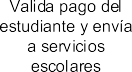 Valida pago del
estudiante y envía
a servicios
escolares